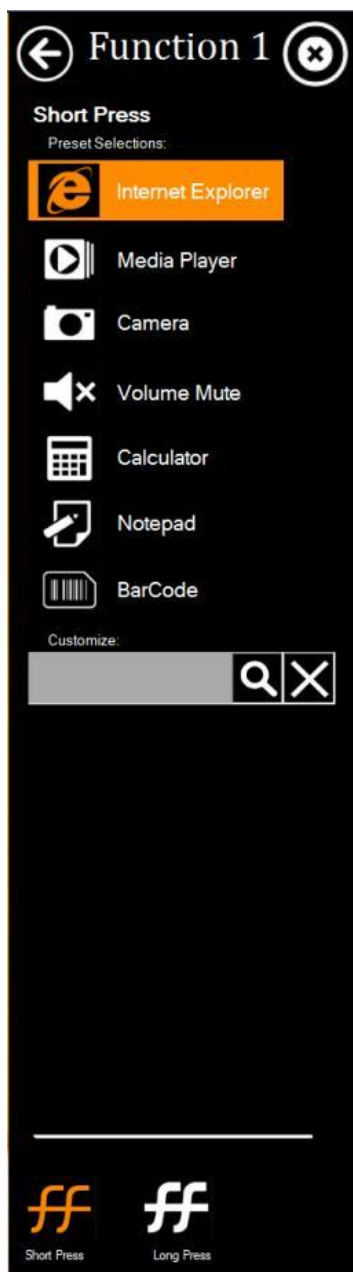 Function 1
Short Press
Preset Selections:
Internet Explorer
Media Player
Camera
Volume Mute
Calculator
Notepad
BarCode
Customize:
Short Press Long Press